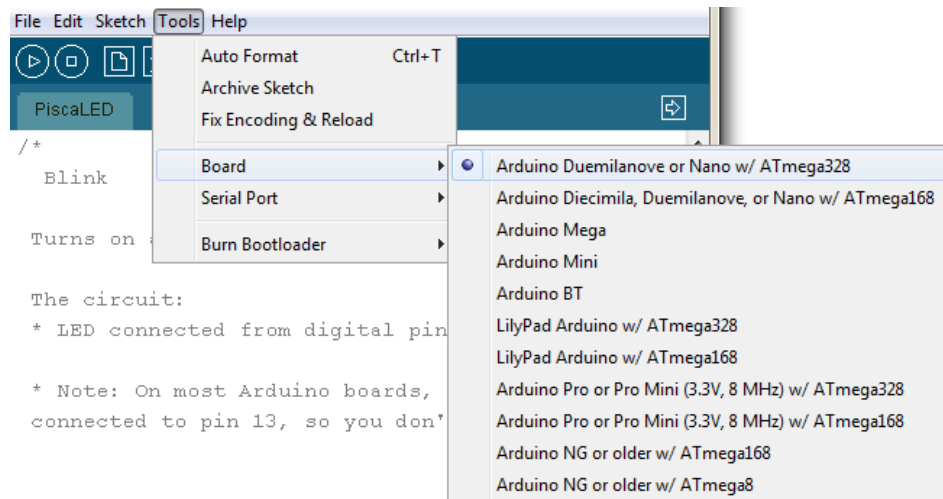 File Edit Sketch Tools Help
Auto Format Ctrl+T
Archive Sketch
Fix Encoding & Reload
Board
Serial Port
Burn Bootloader
Arduino Duemilanove or Nano w/ ATmega328
Arduino Diecimila, Duemilanove, or Nano w/ ATmega168
Arduino Mega
Arduino Mini
Arduino BT
LilyPad Arduino w/ ATmega328
LilyPad Arduino w/ ATmega168
Arduino Pro or Pro Mini (3.3V, 8 MHz) w/ ATmega328
Arduino Pro or Pro Mini (3.3V, 8 MHz) w/ ATmega168
Arduino NG or older w/ ATmega168
Arduino NG or older w/ ATmega8
PiscaLED
/*
Blink
Turns on
The circuit:
* LED connected from digital pin
* Note: On most Arduino boards,
connected to pin 13, so you don'